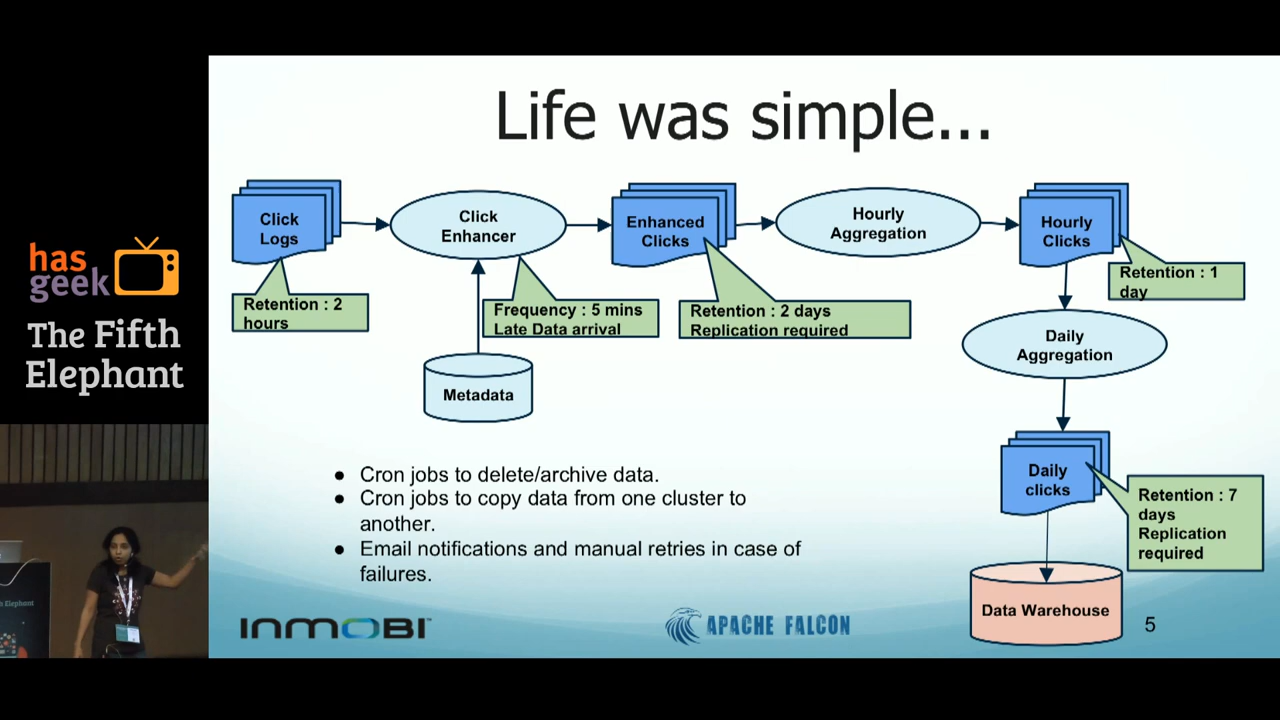 Life was simple...
Click
Logs
Click
Enhancer
Enhanced
Clicks
Hourly
Aggregation
Hourly
Clicks
Retention : 2
hours
Frequency : 5 mins
Late Data arrival
Retention : 2 days
Replication required
Retention : 1
day
Metadata
Daily
Aggregation
Daily
clicks
Retention : 7
days
Replication
required
Data Warehouse
● Cron jobs to delete/archive data.
● Cron jobs to copy data from one cluster to
another.
● Email notifications and manual retries in case of
failures.
INMOBI
APACHE FALCON
5
has
geek
The Fifth
Elephant